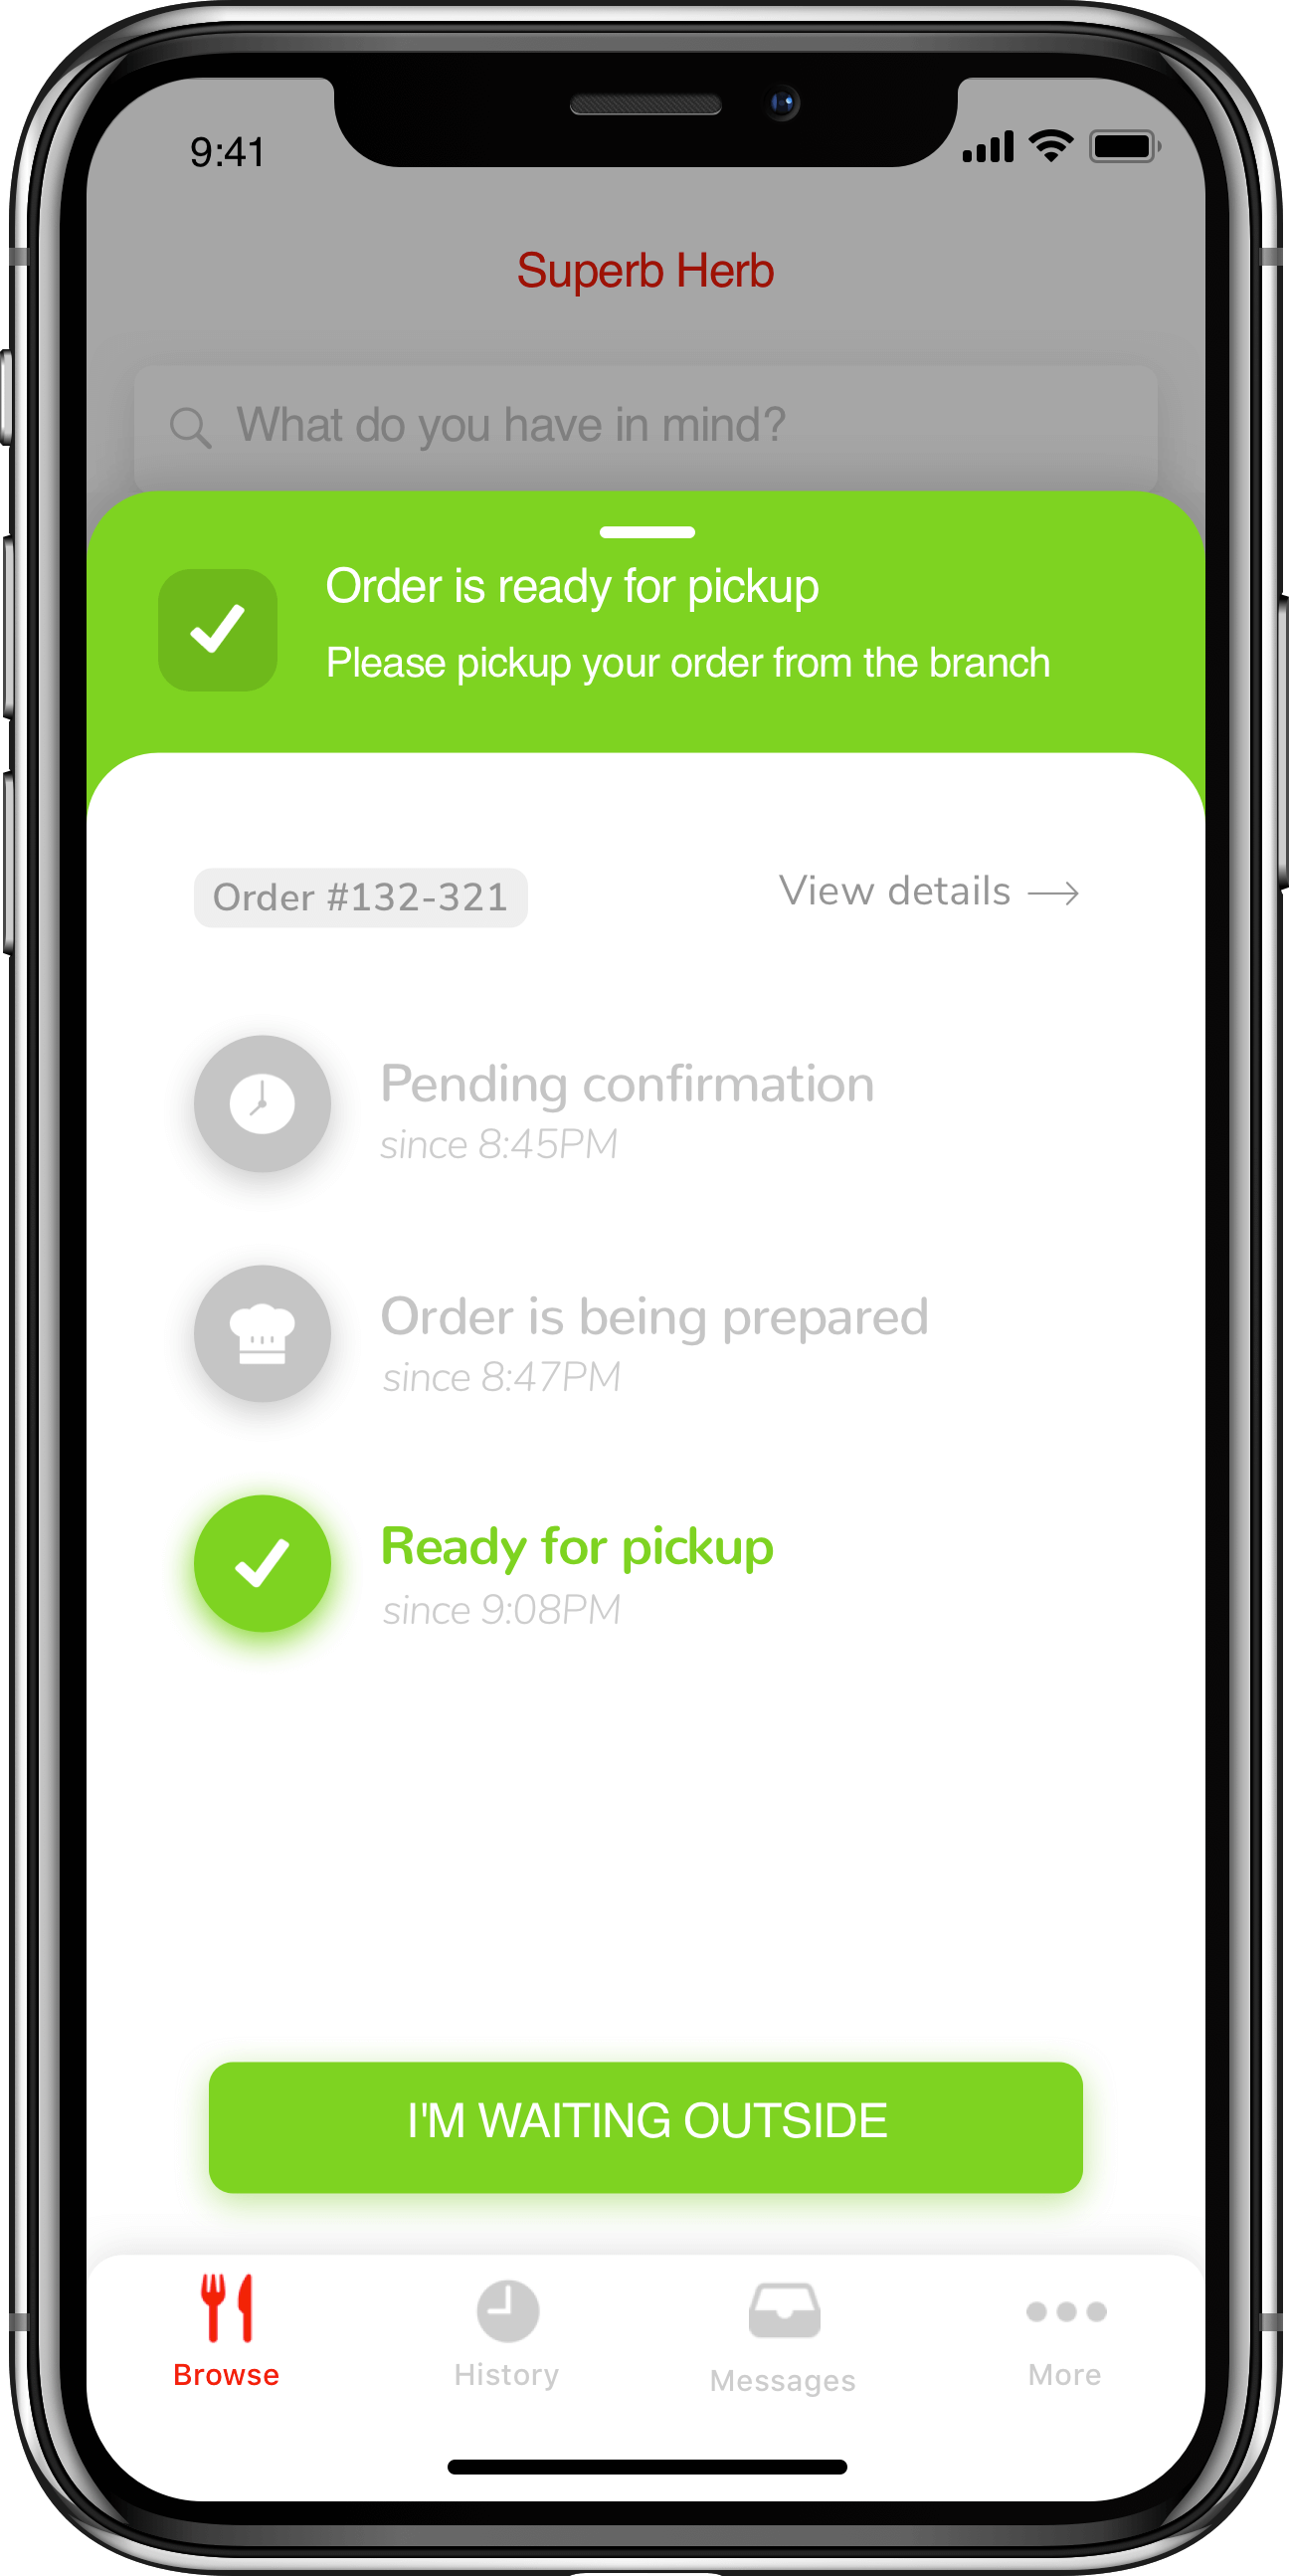 9:41
Superb Herb
What do you have in mind?
Order is ready for pickup
Please pickup your order from the branch
Order #132-321
View details
Pending confirmation
since 8:45PM
Order is being prepared
since 8:47PM
Ready for pickup
since 9:08PM
I'M WAITING OUTSIDE
Browse
History
Messages
More